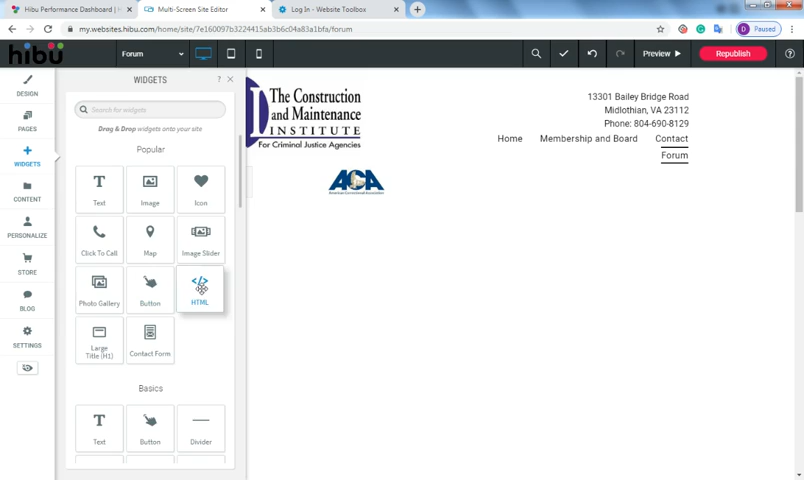 Hibu Performance Dashboard | H
Multi-Screen Site Editor
Log In - Website Toolbox
my.websites.hibu.com/home/site/7e160097b3224415ab3b6c04a83a1bfa/forum
D Paused
hibu
Forum
Preview
Republish
DESIGN
PAGES
WIDGETS
CONTENT
PERSONALIZE
STORE
BLOG
SETTINGS
WIDGETS
?
Search for widgets
Drag & Drop widgets onto your site
Popular
Text
Image
Icon
Click To Call
Map
Image Slider
Photo Gallery
Button
HTML
Large
Title (H1)
Contact Form
Basics
Text
Button
Divider
The Construction
and Maintenance
INSTITUTE
For Criminal Justice Agencies
13301 Bailey Bridge Road
Midlothian, VA 23112
Phone: 804-690-8129
Home
Membership and Board
Contact
Forum
ACA
American Correctional Association